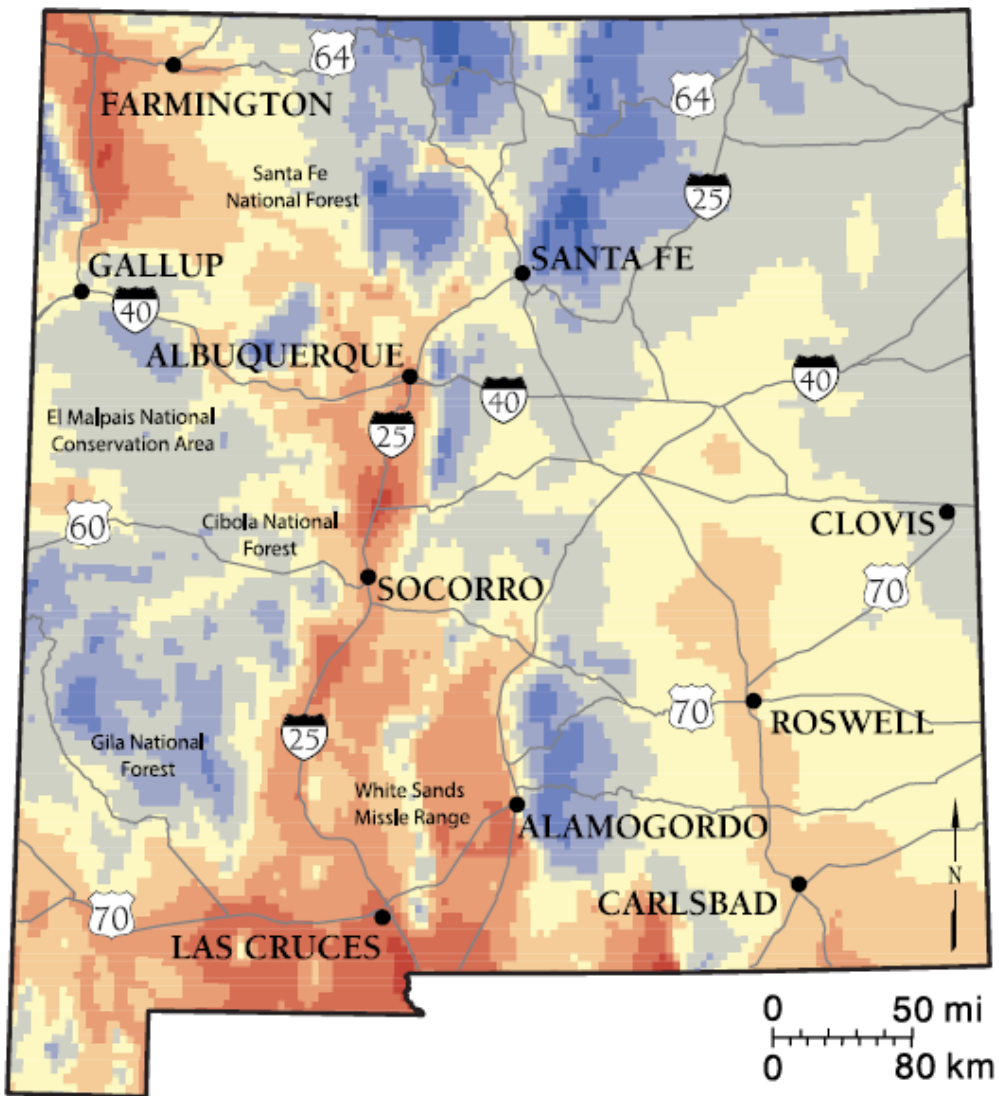 64
FARMINGTON
64
Santa Fe
National Forest
25
GALLUP
SANTA FE
40
ALBUQUERQUE
40
40
25
El Malpais National
Conservation Area
60
Cibola National
Forest
CLOVIS
SOCORRO
70
70
ROSWELL
25
Gila National
Forest
White Sands
Missle Range
ALAMOGORDO
CARLSBAD
N
70
LAS CRUCES
0 50 mi
0 80 km